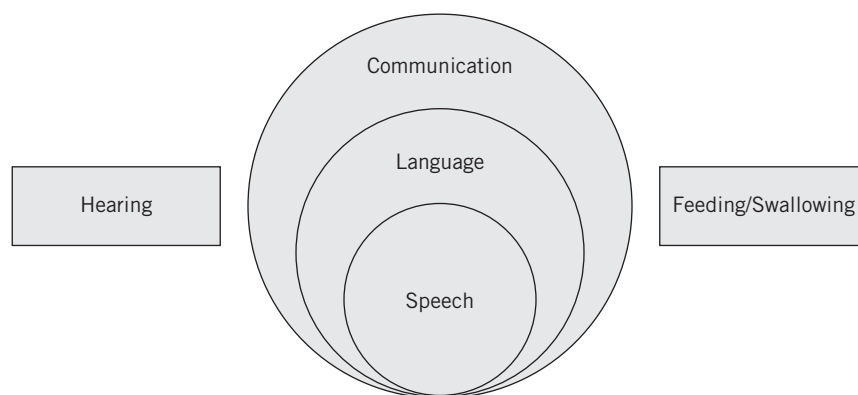 Communication
Language
Hearing
Feeding/Swallowing
Speech